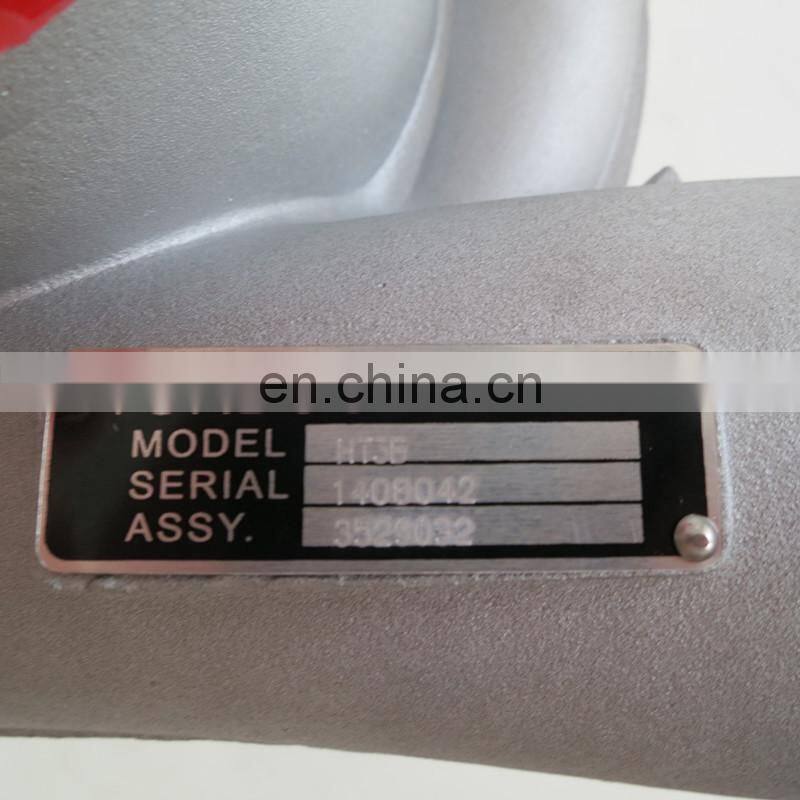 en.china.cn
MODEL HT3B
SERIAL 1408042
ASSY. 3529032